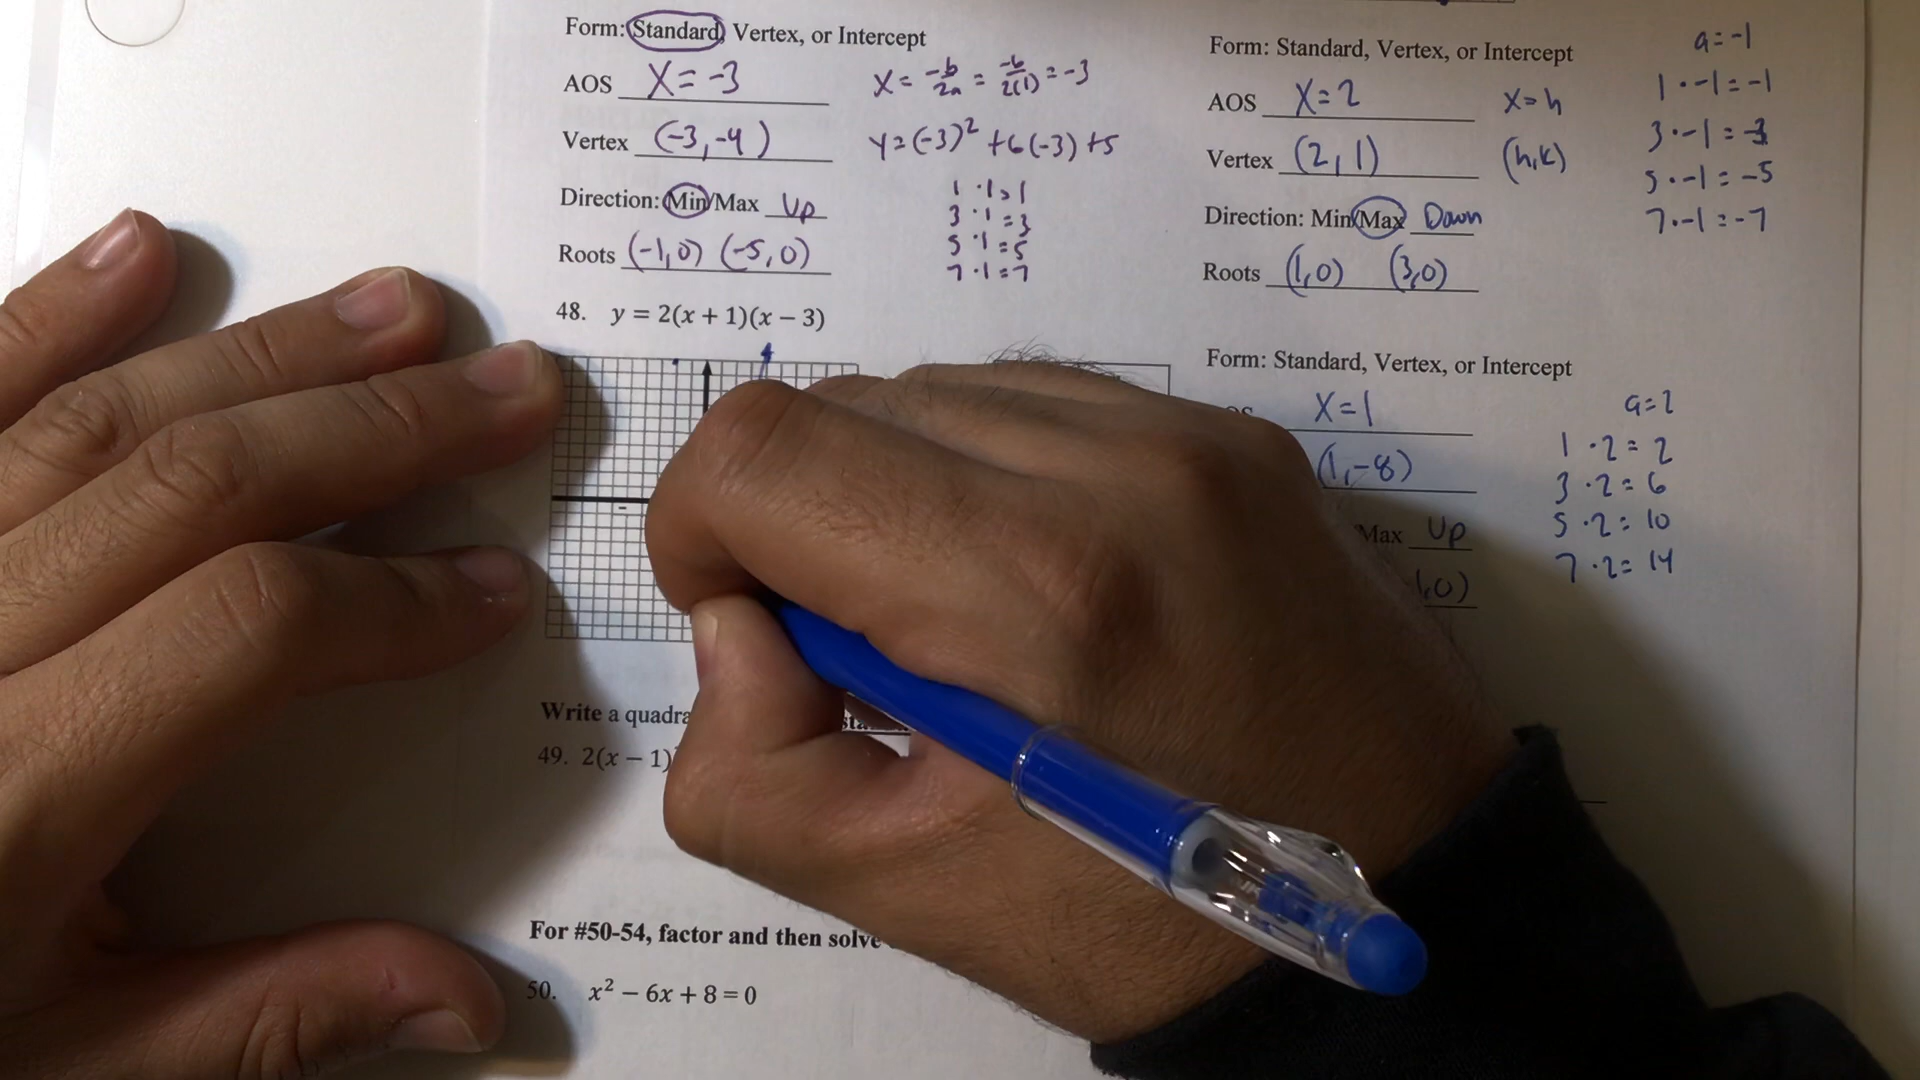 Form: Standard, Vertex, or Intercept
AOS X = -3
x = -b/2a = -6/2(1) = -3
Vertex (-3, -4)
y = (-3)² + 6(-3) + 5
Direction: Min/Max Up
Roots (-1,0) (-5,0)
1 · 1 = 1
3 · 1 = 3
5 · 1 = 5
7 · 1 = 7
Form: Standard, Vertex, or Intercept
AOS X = 2
x = h
Vertex (2, 1)
(h,k)
Direction: Min/Max Down
Roots (1,0) (3,0)
a = -1
1 · -1 = -1
3 · -1 = -3
5 · -1 = -5
7 · -1 = -7
48. y = 2(x + 1)(x − 3)
Form: Standard, Vertex, or Intercept
X = 1
(1, -8)
Max Up
,0)
a = 2
1 · 2 = 2
3 · 2 = 6
5 · 2 = 10
7 · 2 = 14
Write a
49. 2(x − 1)
For #50-54, factor and then solve
50. x² − 6x + 8 = 0